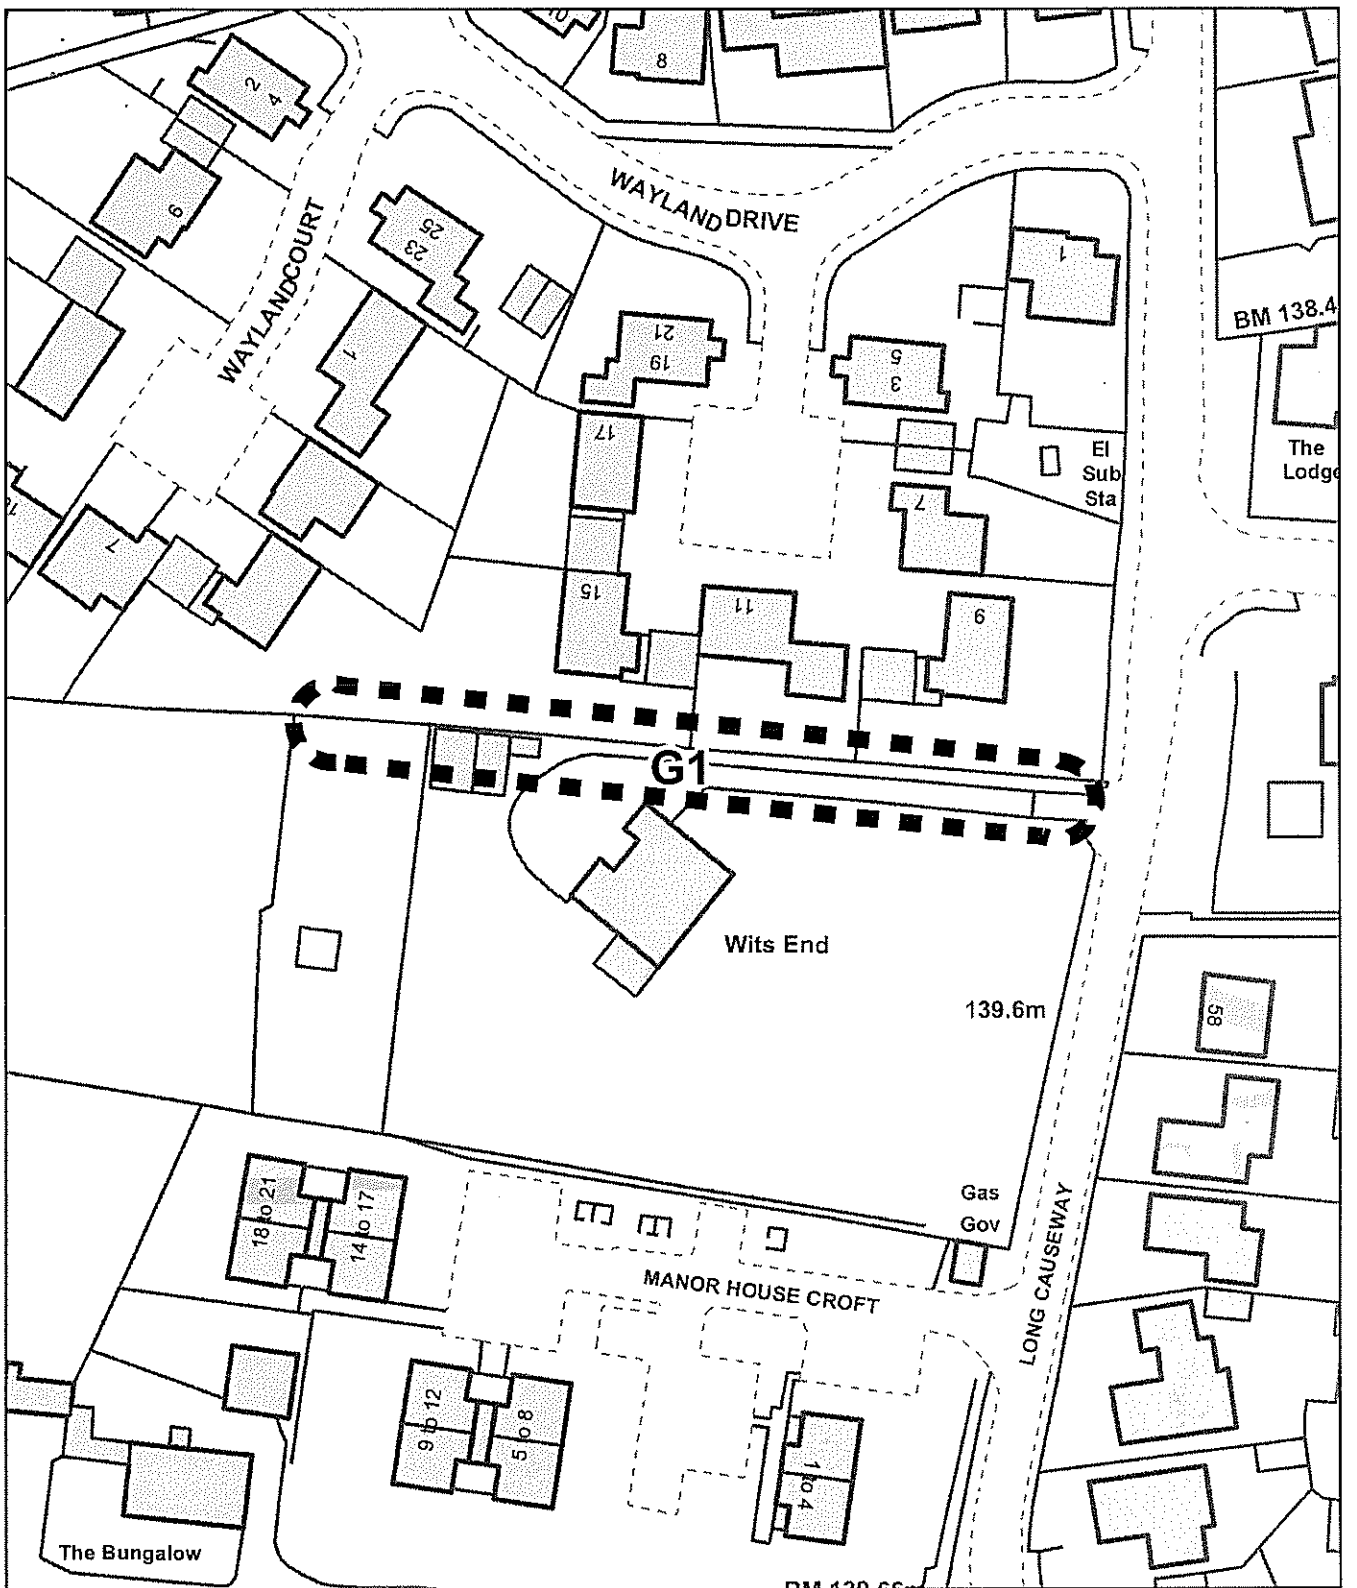 8
2
4
6
WAYLAND DRIVE
WAYLAND COURT
25
23
1
BM 138.4
1
21
19
5
3
The
Lodge
El
Sub
Sta
17
7
7
15
11
9
G1
Wits End
139.6m
58
18 to 21
14 to 17
Gas
Gov
MANOR HOUSE CROFT
LONG CAUSEWAY
9 to 12
5 to 8
1 to 4
The Bungalow